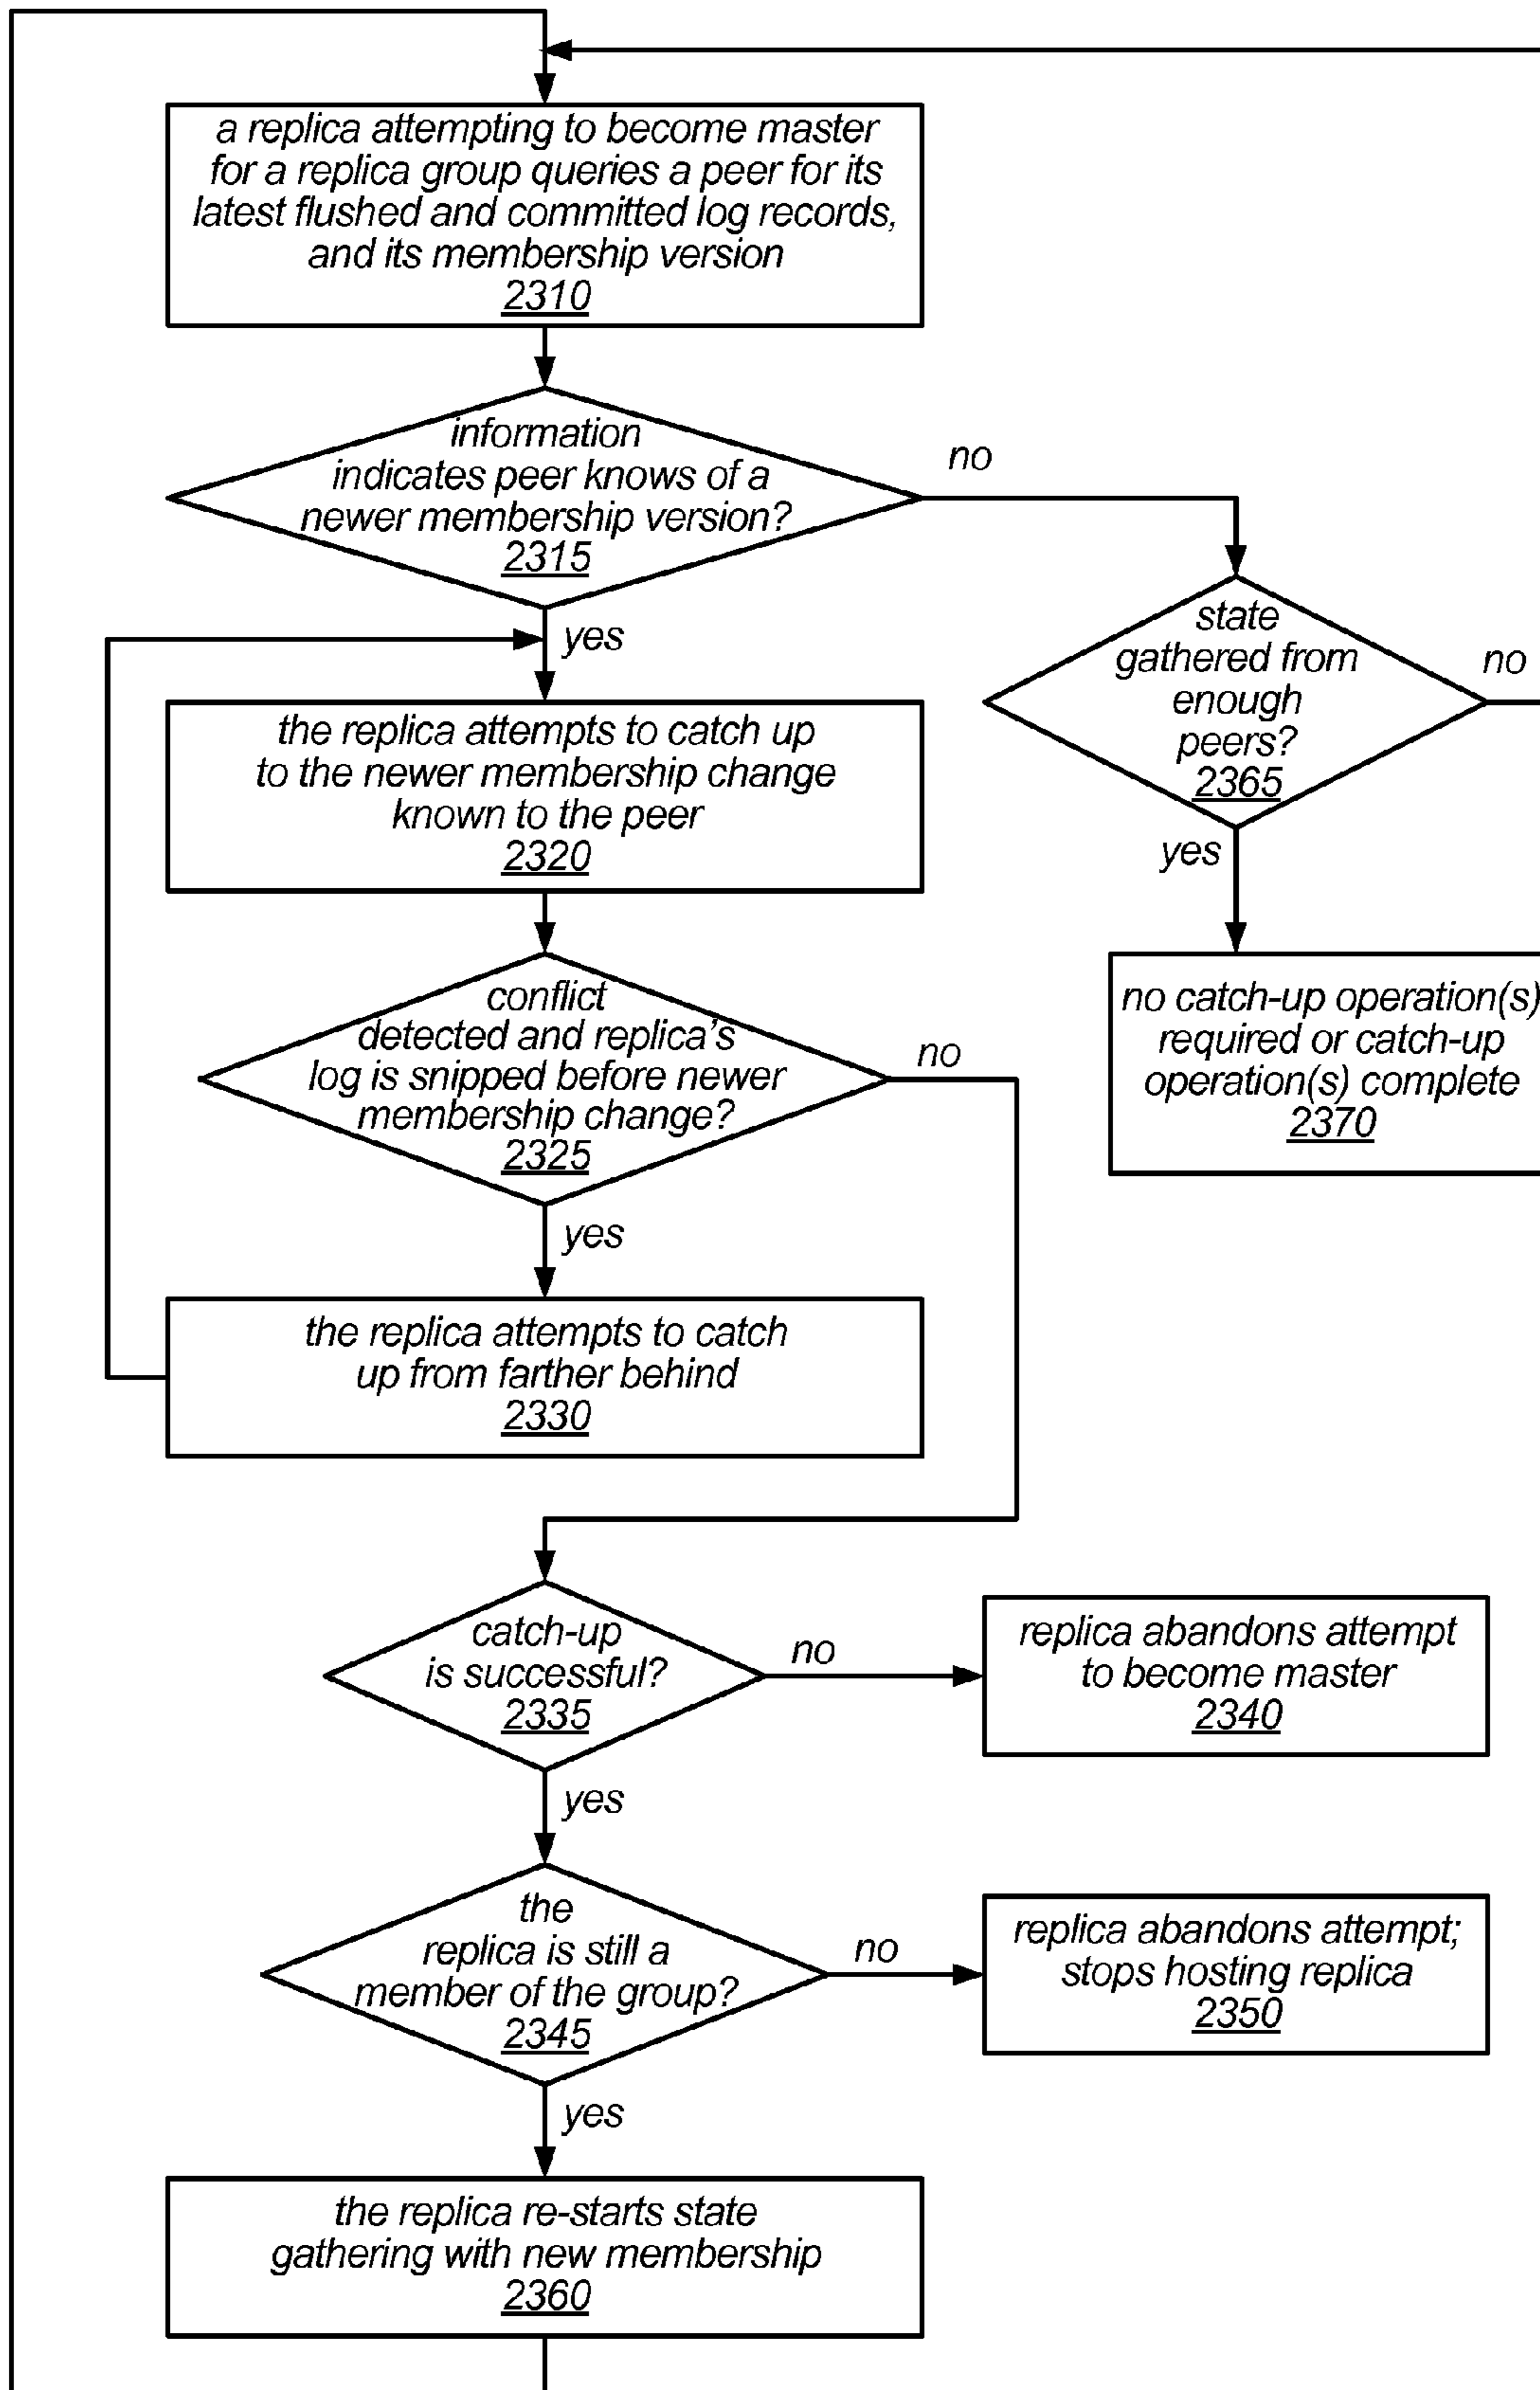 a replica attempting to become master
for a replica group queries a peer for its
latest flushed and committed log records,
and its membership version
2310
information
indicates peer knows of a
newer membership version?
2315
no
yes
state
gathered from
enough
peers?
2365
no
yes
the replica attempts to catch up
to the newer membership change
known to the peer
2320
no catch-up operation(s)
required or catch-up
operation(s) complete
2370
conflict
detected and replica's
log is snipped before newer
membership change?
2325
no
yes
the replica attempts to catch
up from farther behind
2330
catch-up
is successful?
2335
no
replica abandons attempt
to become master
2340
yes
the
replica is still a
member of the group?
2345
no
replica abandons attempt;
stops hosting replica
2350
yes
the replica re-starts state
gathering with new membership
2360